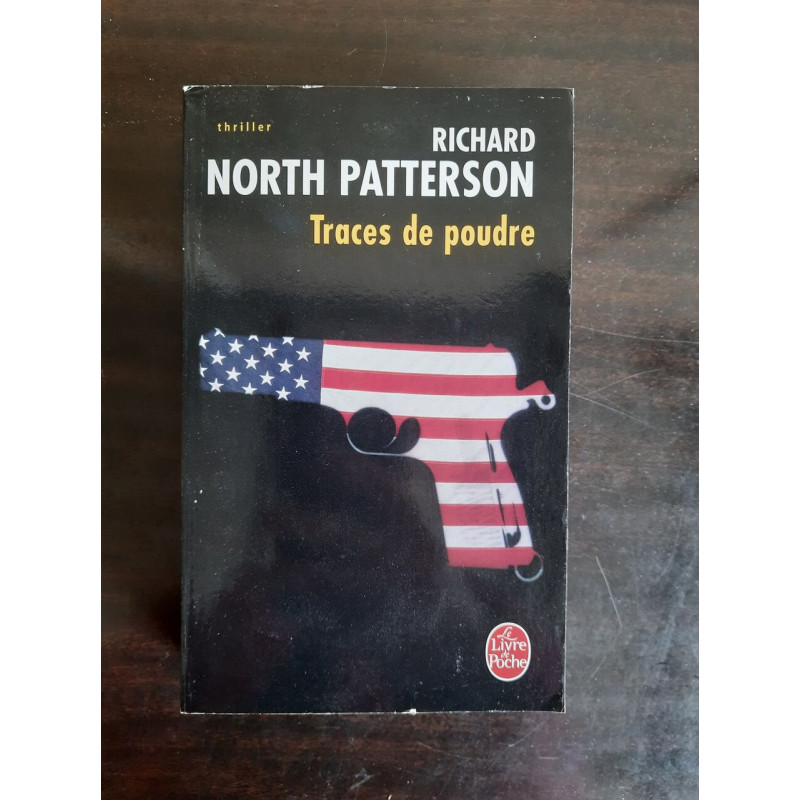 thriller
RICHARD
NORTH PATTERSON
Traces de poudre
Le
Livre
de
Poche